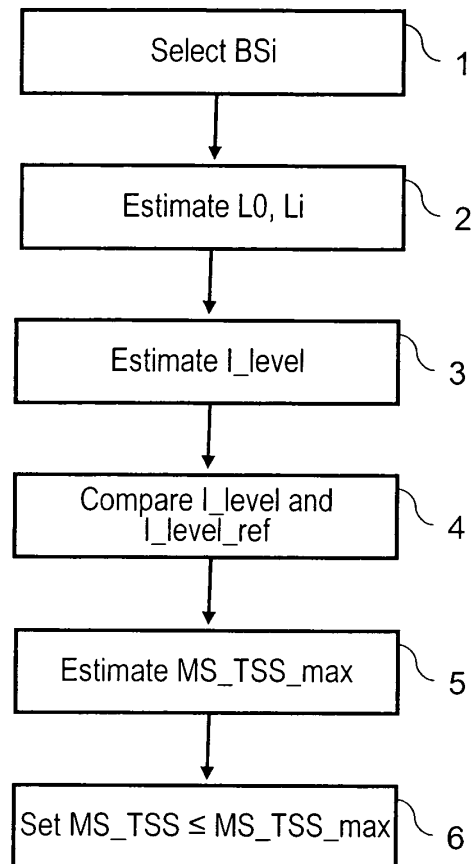 Select BSi
1
Estimate L0, Li
2
Estimate I_level
3
Compare I_level and
I_level_ref
4
Estimate MS_TSS_max
5
Set MS_TSS ≤ MS_TSS_max
6